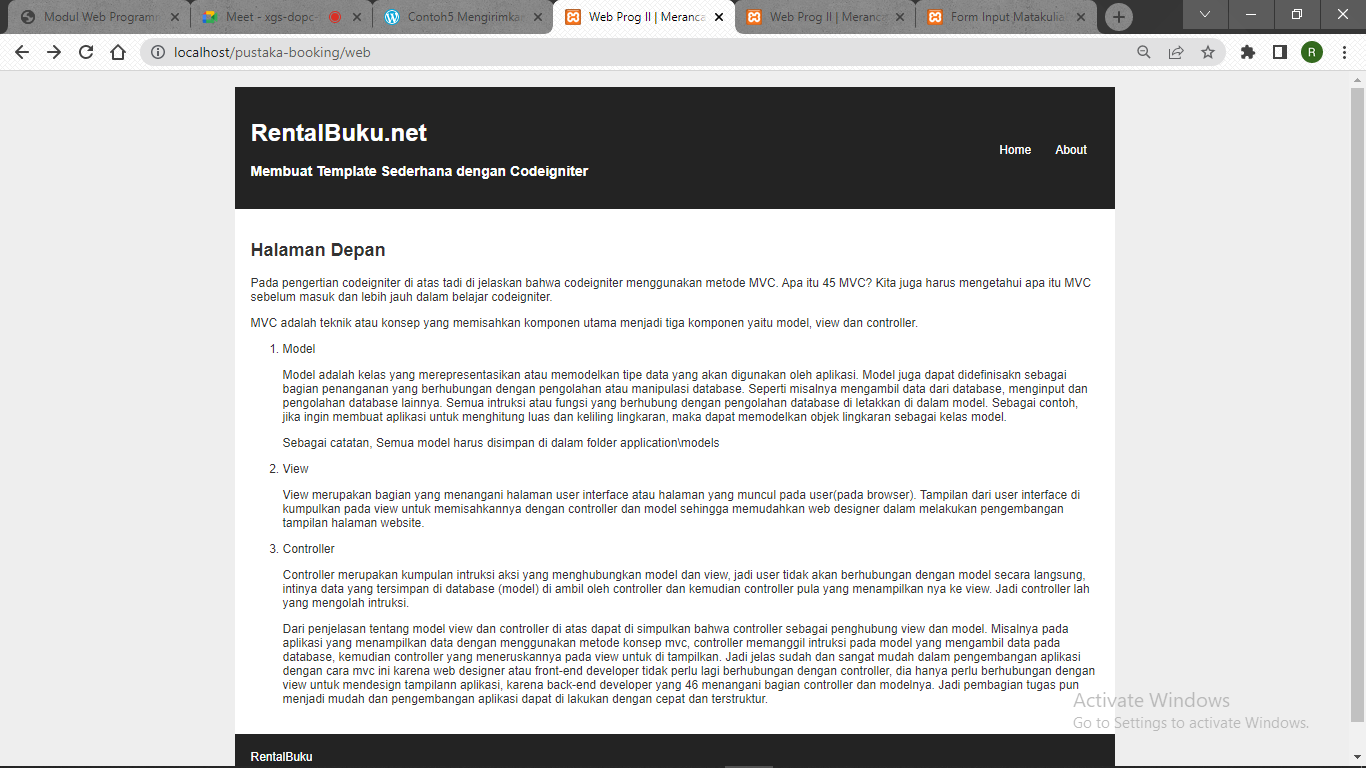 Modul Web Programm
Meet - xgs-dopc-
Contoh5 Mengirimka
Web Prog II | Meranca
Web Prog II | Meranca
Form Input Matakulia
localhost/pustaka-booking/web
R
RentalBuku.net
Home
About
Membuat Template Sederhana dengan Codeigniter
Halaman Depan
Pada pengertian codeigniter di atas tadi di jelaskan bahwa codeigniter menggunakan metode MVC. Apa itu 45 MVC? Kita juga harus mengetahui apa itu MVC
sebelum masuk dan lebih jauh dalam belajar codeigniter.
MVC adalah teknik atau konsep yang memisahkan komponen utama menjadi tiga komponen yaitu model, view dan controller.
1. Model
Model adalah kelas yang merepresentasikan atau memodelkan tipe data yang akan digunakan oleh aplikasi. Model juga dapat didefinisakn sebagai
bagian penanganan yang berhubungan dengan pengolahan atau manipulasi database. Seperti misalnya mengambil data dari database, menginput dan
pengolahan database lainnya. Semua intruksi atau fungsi yang berhubung dengan pengolahan database di letakkan di dalam model. Sebagai contoh,
jika ingin membuat aplikasi untuk menghitung luas dan keliling lingkaran, maka dapat memodelkan objek lingkaran sebagai kelas model.
Sebagai catatan, Semua model harus disimpan di dalam folder application\models
2. View
View merupakan bagian yang menangani halaman user interface atau halaman yang muncul pada user(pada browser). Tampilan dari user interface di
kumpulkan pada view untuk memisahkannya dengan controller dan model sehingga memudahkan web designer dalam melakukan pengembangan
tampilan halaman website.
3. Controller
Controller merupakan kumpulan intruksi aksi yang menghubungkan model dan view, jadi user tidak akan berhubungan dengan model secara langsung,
intinya data yang tersimpan di database (model) di ambil oleh controller dan kemudian controller pula yang menampilkan nya ke view. Jadi controller lah
yang mengolah intruksi.
Dari penjelasan tentang model view dan controller di atas dapat di simpulkan bahwa controller sebagai penghubung view dan model. Misalnya pada
aplikasi yang menampilkan data dengan menggunakan metode konsep mvc, controller memanggil intruksi pada model yang mengambil data pada
database, kemudian controller yang meneruskannya pada view untuk di tampilkan. Jadi jelas sudah dan sangat mudah dalam pengembangan aplikasi
dengan cara mvc ini karena web designer atau front-end developer tidak perlu lagi berhubungan dengan controller, dia hanya perlu berhubungan dengan
view untuk mendesign tampilann aplikasi, karena back-end developer yang 46 menangani bagian controller dan modelnya. Jadi pembagian tugas pun
menjadi mudah dan pengembangan aplikasi dapat di lakukan dengan cepat dan terstruktur.
Activate Windows
Go to Settings to activate Windows.
RentalBuku